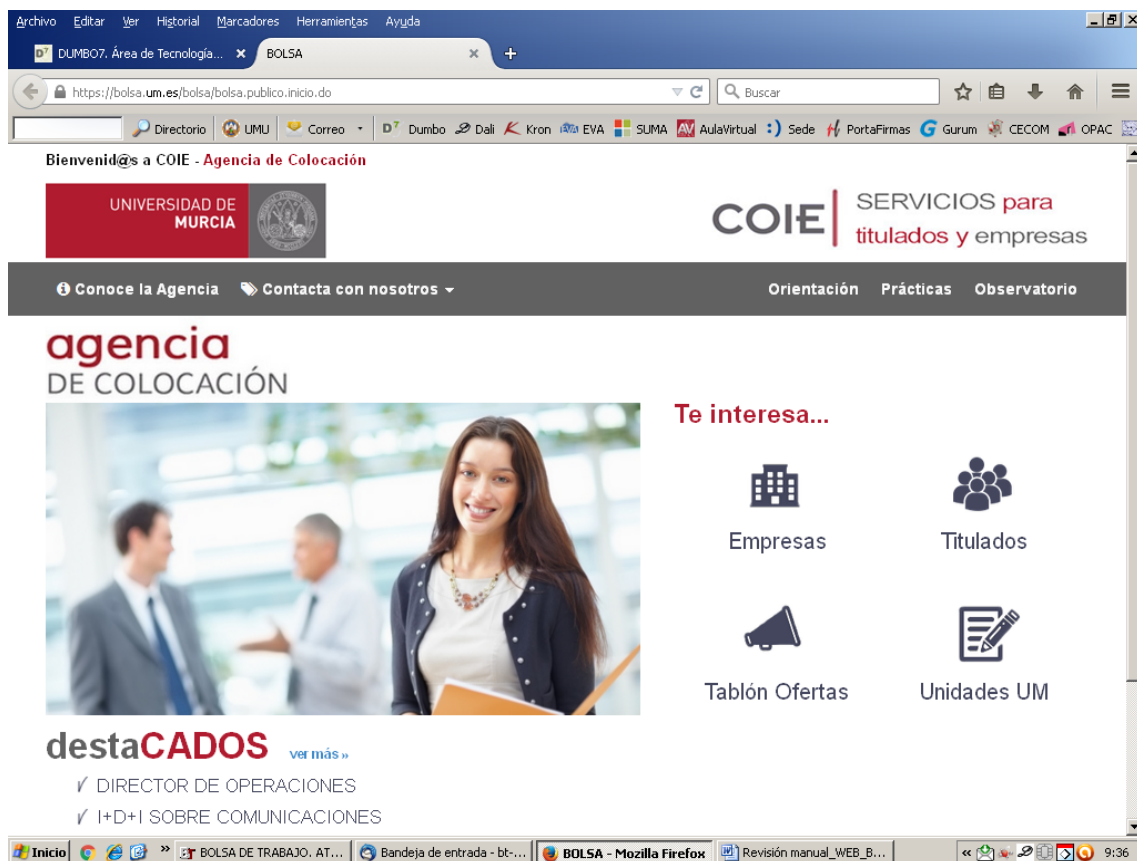 Archivo Editar Ver Historial Marcadores Herramientas Ayuda
D7 DUMBO7. Área de Tecnología... BOLSA
https://bolsa.um.es/bolsa/bolsa.publico.inicio.do Buscar
Directorio UMU Correo D7 Dumbo Dali Kron EVA SUMA AV AulaVirtual Sede PortaFirmas Gurum CECOM OPAC
Bienvenid@s a COIE - Agencia de Colocación
UNIVERSIDAD DE
MURCIA
COIE SERVICIOS para
titulados y empresas
Conoce la Agencia Contacta con nosotros Orientación Prácticas Observatorio
agencia
DE COLOCACIÓN
Te interesa...
Empresas Titulados
Tablón Ofertas Unidades UM
destaCADOS ver más »
DIRECTOR DE OPERACIONES
I+D+I SOBRE COMUNICACIONES
Inicio » BOLSA DE TRABAJO. AT... Bandeja de entrada - bt-... BOLSA - Mozilla Firefox Revisión manual_WEB_B... « 9:36